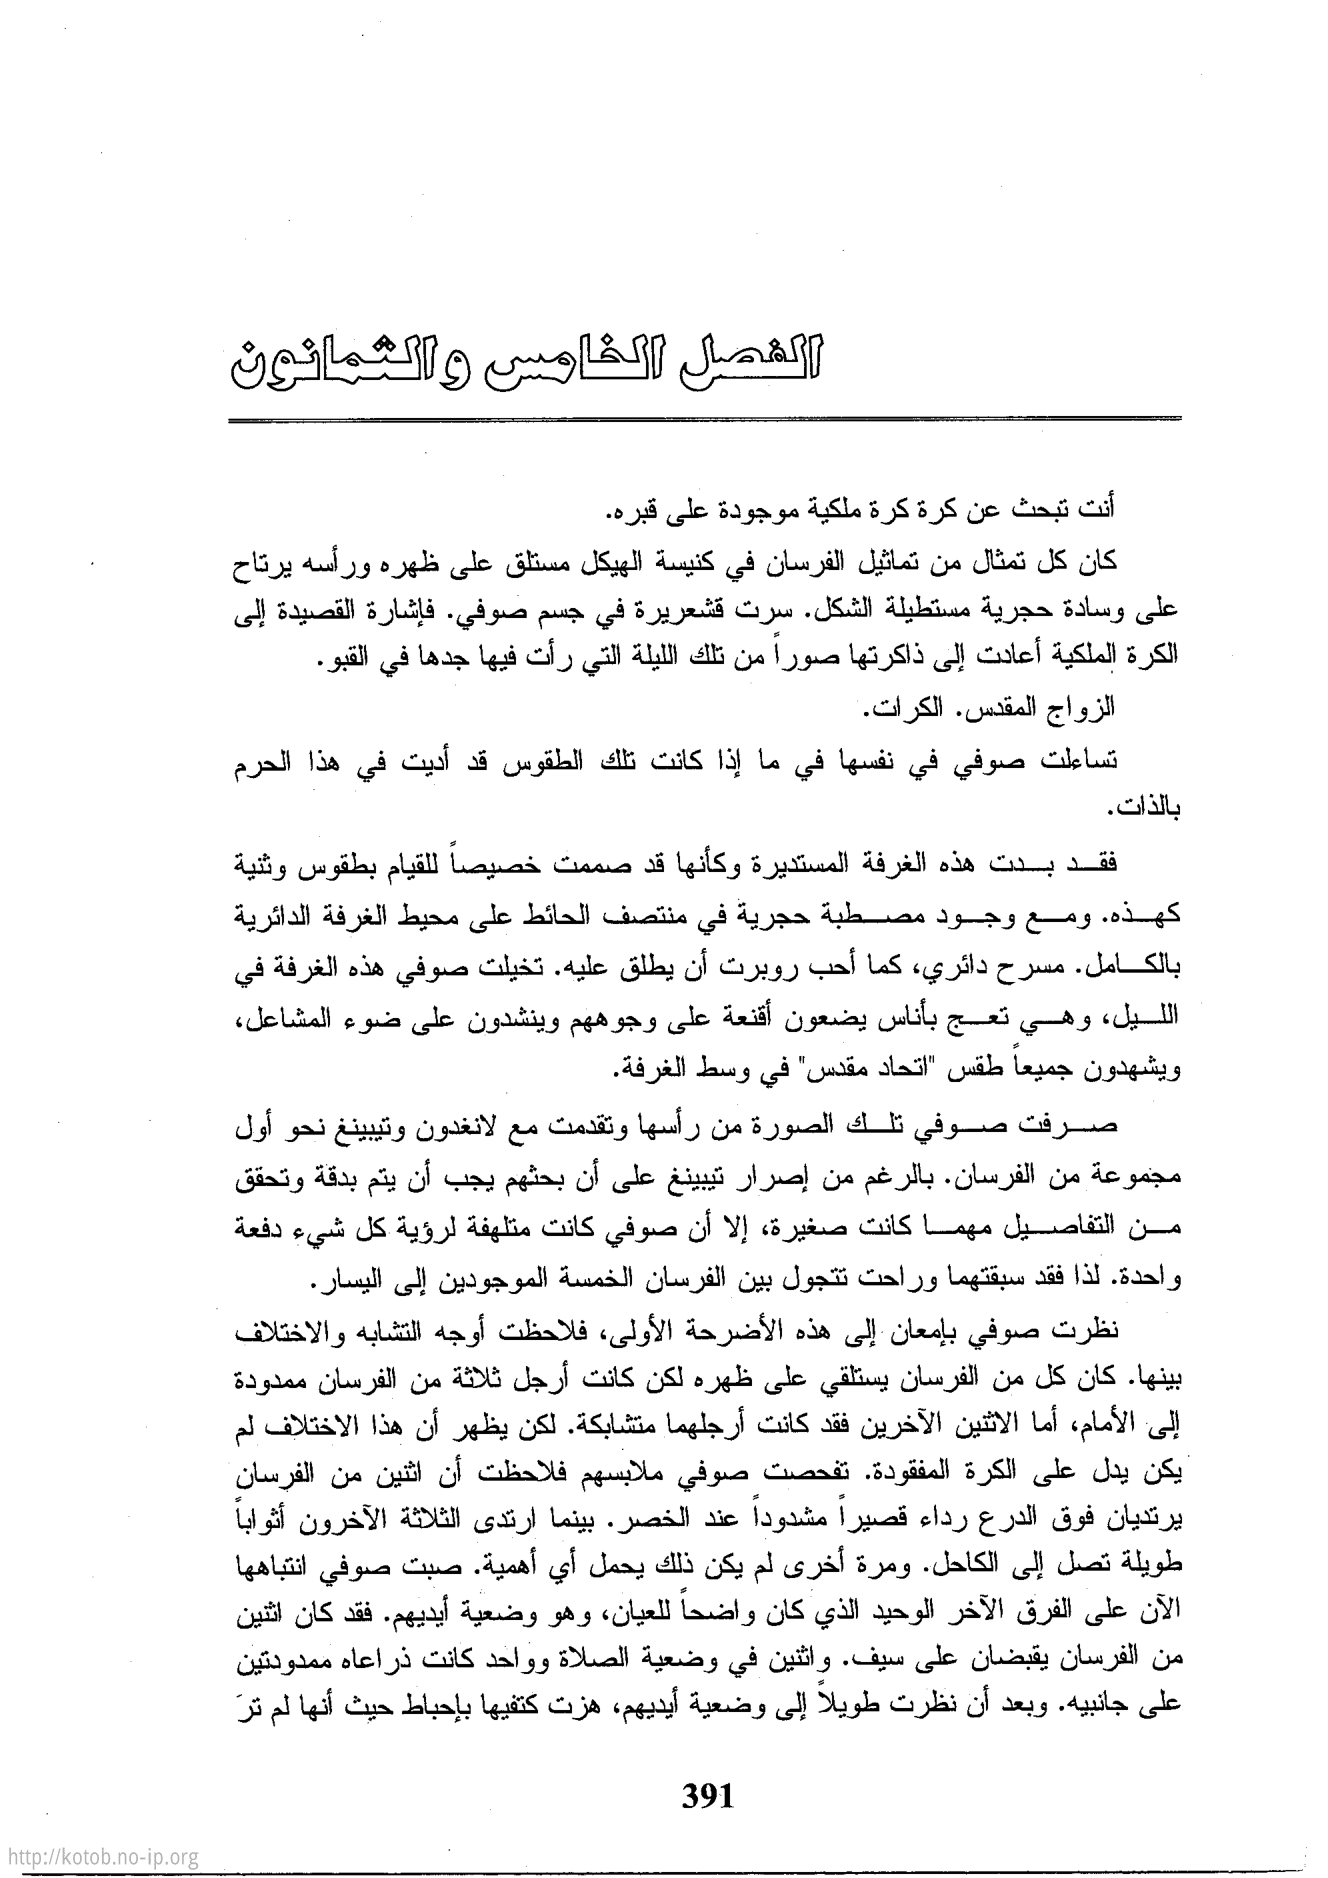 الفصل الخامس والثمانون
أنت تبحث عن كرة كرة ملكية موجودة على قبره.
كان كل تمثال من تماثيل الفرسان في كنيسة الهيكل مستلق على ظهره ورأسه يرتاح
على وسادة حجرية مستطيلة الشكل. سرت قشعريرة في جسم صوفي. فإشارة القصيدة إلى
الكرة الملكية أعادت إلى ذاكرتها صوراً من تلك الليلة التي رأت فيها جدها في القبو.
الزواج المقدس. الكرات.
تساءلت صوفي في نفسها في ما إذا كانت تلك الطقوس قد أديت في هذا الحرم
بالذات.
فقد بدت هذه الغرفة المستديرة وكأنها قد صممت خصيصاً للقيام بطقوس وثنية
كهذه. ومع وجود مصطبة حجرية في منتصف الحائط على محيط الغرفة الدائرية
بالكامل. مسرح دائري، كما أحب روبرت أن يطلق عليه. تخيلت صوفي هذه الغرفة في
الليل، وهي تعج بأناس يضعون أقنعة على وجوههم وينشدون على ضوء المشاعل،
ويشهدون جميعاً طقس "اتحاد مقدس" في وسط الغرفة.
صرفت صوفي تلك الصورة من رأسها وتقدمت مع لانغدون وتيبينغ نحو أول
مجموعة من الفرسان. بالرغم من إصرار تيبينغ على أن بحثهم يجب أن يتم بدقة وتحقق
من التفاصيل مهما كانت صغيرة، إلا أن صوفي كانت متلهفة لرؤية كل شيء دفعة
واحدة. لذا فقد سبقتهما وراحت تتجول بين الفرسان الخمسة الموجودين إلى اليسار.
نظرت صوفي بإمعان إلى هذه الأضرحة الأولى، فلاحظت أوجه التشابه والاختلاف
بينها. كان كل من الفرسان يستلقي على ظهره لكن كانت أرجل ثلاثة من الفرسان ممدودة
إلى الأمام، أما الاثنين الآخرين فقد كانت أرجلهما متشابكة. لكن يظهر أن هذا الاختلاف لم
يكن يدل على الكرة المفقودة. تفحصت صوفي ملابسهم فلاحظت أن اثنين من الفرسان
يرتديان فوق الدرع رداء قصيراً مشدوداً عند الخصر. بينما ارتدى الثلاثة الآخرون أثواباً
طويلة تصل إلى الكاحل. ومرة أخرى لم يكن ذلك يحمل أي أهمية. صبت صوفي انتباهها
الآن على الفرق الآخر الوحيد الذي كان واضحاً للعيان، وهو وضعية أيديهم. فقد كان اثنين
من الفرسان يقبضان على سيف. واثنين في وضعية الصلاة وواحد كانت ذراعاه ممدودتين
على جانبيه. وبعد أن نظرت طويلاً إلى وضعية أيديهم، هزت كتفيها بإحباط حيث أنها لم ترَ
391
http://kotob.no-ip.org